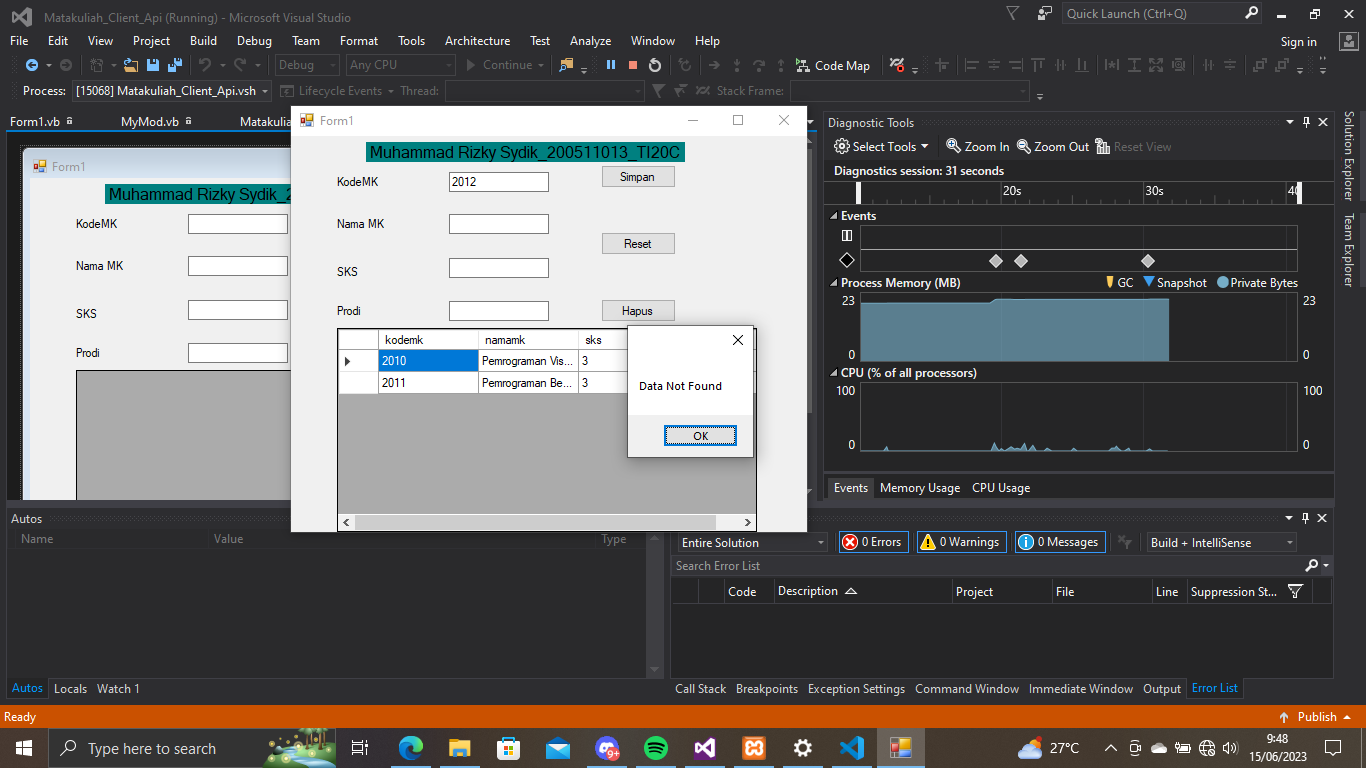 Matakuliah_Client_Api (Running) - Microsoft Visual Studio
Quick Launch (Ctrl+Q)
File Edit View Project Build Debug Team Format Tools Architecture Test Analyze Window Help
Sign in
Debug Any CPU Continue Code Map
Process: [15068] Matakuliah_Client_Api.vsh Lifecycle Events Thread: Stack Frame:
Form1.vb MyMod.vb Matakulia
Form1
Muhammad Rizky Sydik_2
KodeMK
Nama MK
SKS
Prodi
Form1
Muhammad Rizky Sydik_200511013_TI20C
KodeMK 2012 Simpan
Nama MK
Reset
SKS
Prodi Hapus
kodemk namamk sks
2010 Pemrograman Vis... 3
2011 Pemrograman Be... 3
Data Not Found
OK
Diagnostic Tools
Select Tools Zoom In Zoom Out Reset View
Diagnostics session: 31 seconds
20s 30s 40
Events
Process Memory (MB) GC Snapshot Private Bytes
23 23
0 0
CPU (% of all processors)
100 100
0 0
Events Memory Usage CPU Usage
Solution Explorer
Team Explorer
Autos
Name Value Type
Autos Locals Watch 1
Entire Solution 0 Errors 0 Warnings 0 Messages Build + IntelliSense
Search Error List
Code Description Project File Line Suppression St...
Call Stack Breakpoints Exception Settings Command Window Immediate Window Output Error List
Ready
Publish
Type here to search
9+
27°C
9:48
15/06/2023